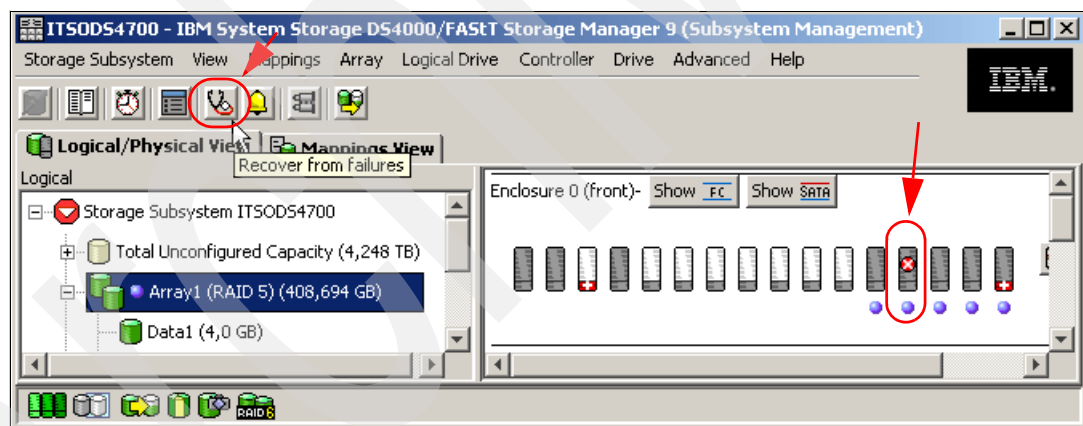 ITSODS4700 - IBM System Storage DS4000/FAStT Storage Manager 9 (Subsystem Management)
Storage Subsystem View Mappings Array Logical Drive Controller Drive Advanced Help
IBM.
Logical/Physical View Mappings View
Recover from failures
Logical
Enclosure 0 (front)- Show FC Show SATA
Storage Subsystem ITSODS4700
Total Unconfigured Capacity (4,248 TB)
Array1 (RAID 5) (408,694 GB)
Data1 (4,0 GB)
RAID 6